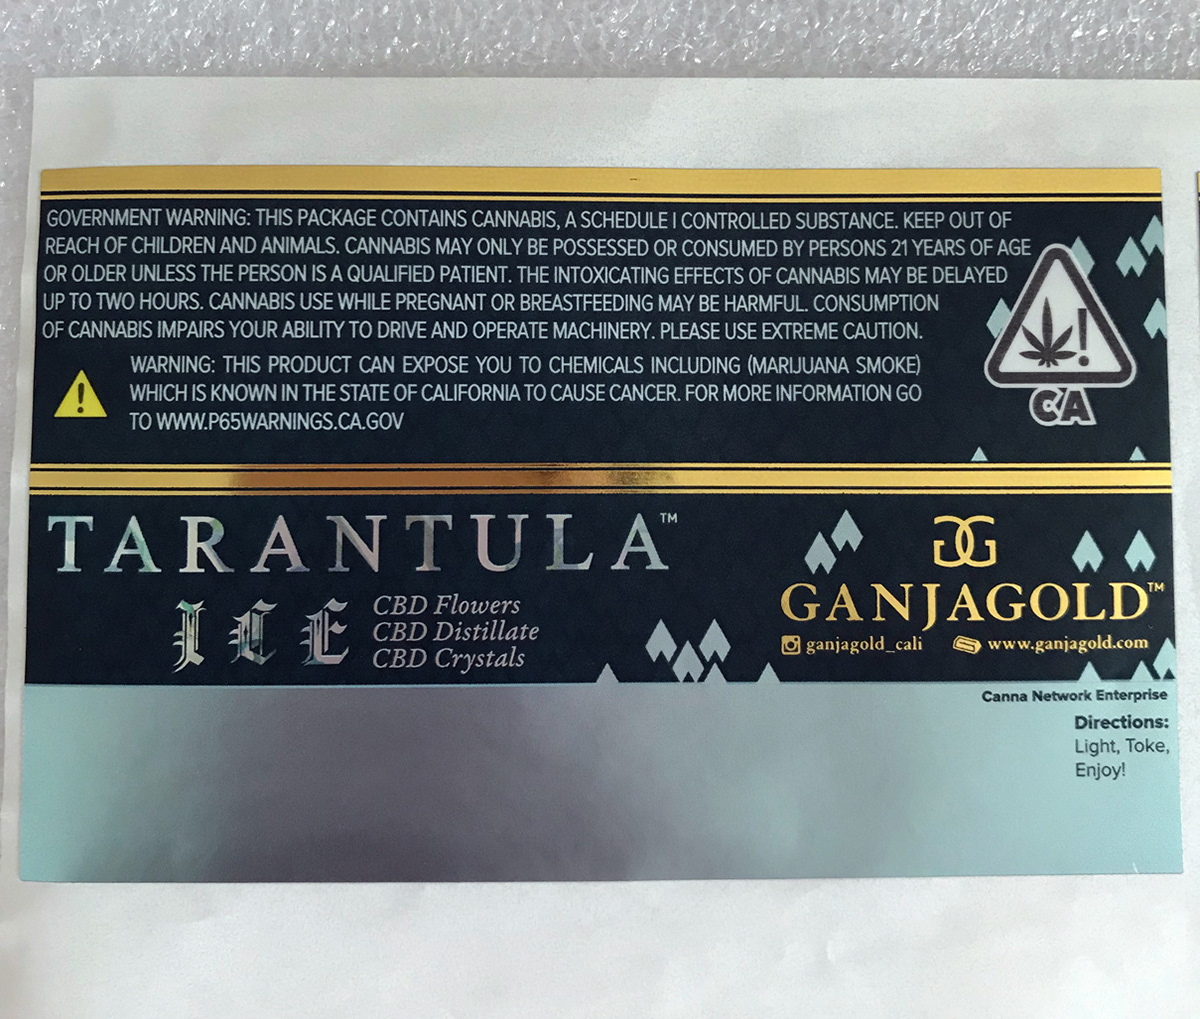 GOVERNMENT WARNING: THIS PACKAGE CONTAINS CANNABIS, A SCHEDULE I CONTROLLED SUBSTANCE. KEEP OUT OF
REACH OF CHILDREN AND ANIMALS. CANNABIS MAY ONLY BE POSSESSED OR CONSUMED BY PERSONS 21 YEARS OF AGE
OR OLDER UNLESS THE PERSON IS A QUALIFIED PATIENT. THE INTOXICATING EFFECTS OF CANNABIS MAY BE DELAYED
UP TO TWO HOURS. CANNABIS USE WHILE PREGNANT OR BREASTFEEDING MAY BE HARMFUL. CONSUMPTION
OF CANNABIS IMPAIRS YOUR ABILITY TO DRIVE AND OPERATE MACHINERY. PLEASE USE EXTREME CAUTION.
!
CA
!
WARNING: THIS PRODUCT CAN EXPOSE YOU TO CHEMICALS INCLUDING (MARIJUANA SMOKE)
WHICH IS KNOWN IN THE STATE OF CALIFORNIA TO CAUSE CANCER. FOR MORE INFORMATION GO
TO WWW.P65WARNINGS.CA.GOV
TARANTULA™
ICE
CBD Flowers
CBD Distillate
CBD Crystals
GG
GANJAGOLD™
ganjagold_cali www.ganjagold.com
Canna Network Enterprise
Directions:
Light, Toke,
Enjoy!